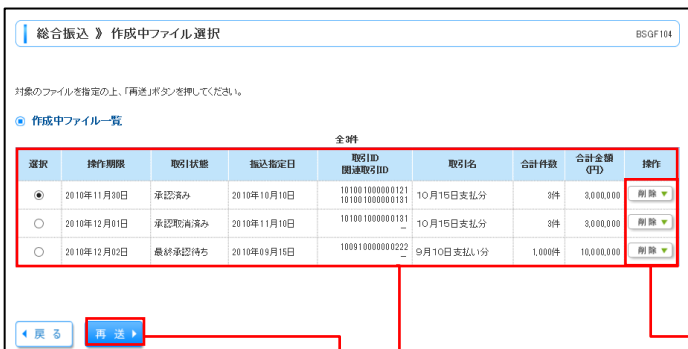 総合振込 》 作成中ファイル選択
BSGF104
対象のファイルを指定の上、「再送」ボタンを押してください。
作成中ファイル一覧
全3件
選択 操作期限 取引状態 振込指定日 取引ID 関連取引ID 取引名 合計件数 合計金額(円) 操作
2010年11月30日 承認済み 2010年10月10日 101001000000121 101001000000131 10月15日支払分 3件 3,000,000 削除▼
2010年12月01日 承認取消済み 2010年11月10日 101001000000131 – 10月15日支払分 3件 3,000,000 削除▼
2010年12月02日 最終承認待ち 2010年09月15日 100910000000222 – 9月10日支払い分 1,000件 10,000,000 削除▼
戻る
再送